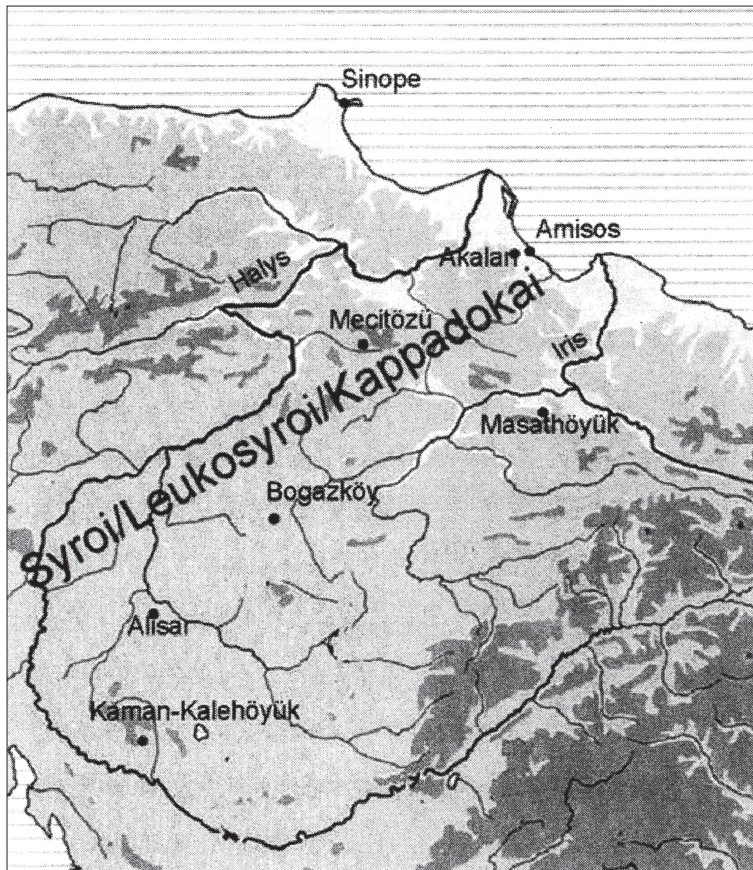 Sinope
Amisos
Akalan
Halys
Mecitözü
Iris
Syroi/Leukosyroi/Kappadokai
Masathöyük
Bogazköy
Alisar
Kaman-Kalehöyük